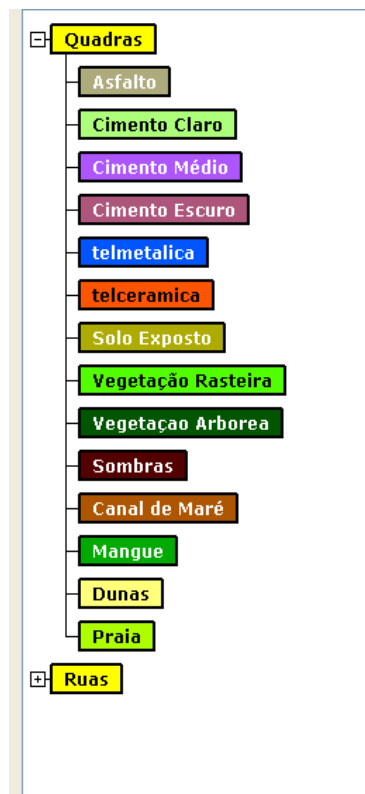 Quadras
Asfalto
Cimento Claro
Cimento Médio
Cimento Escuro
telmetalica
telceramica
Solo Exposto
Vegetação Rasteira
Vegetaçao Arborea
Sombras
Canal de Maré
Mangue
Dunas
Praia
Ruas